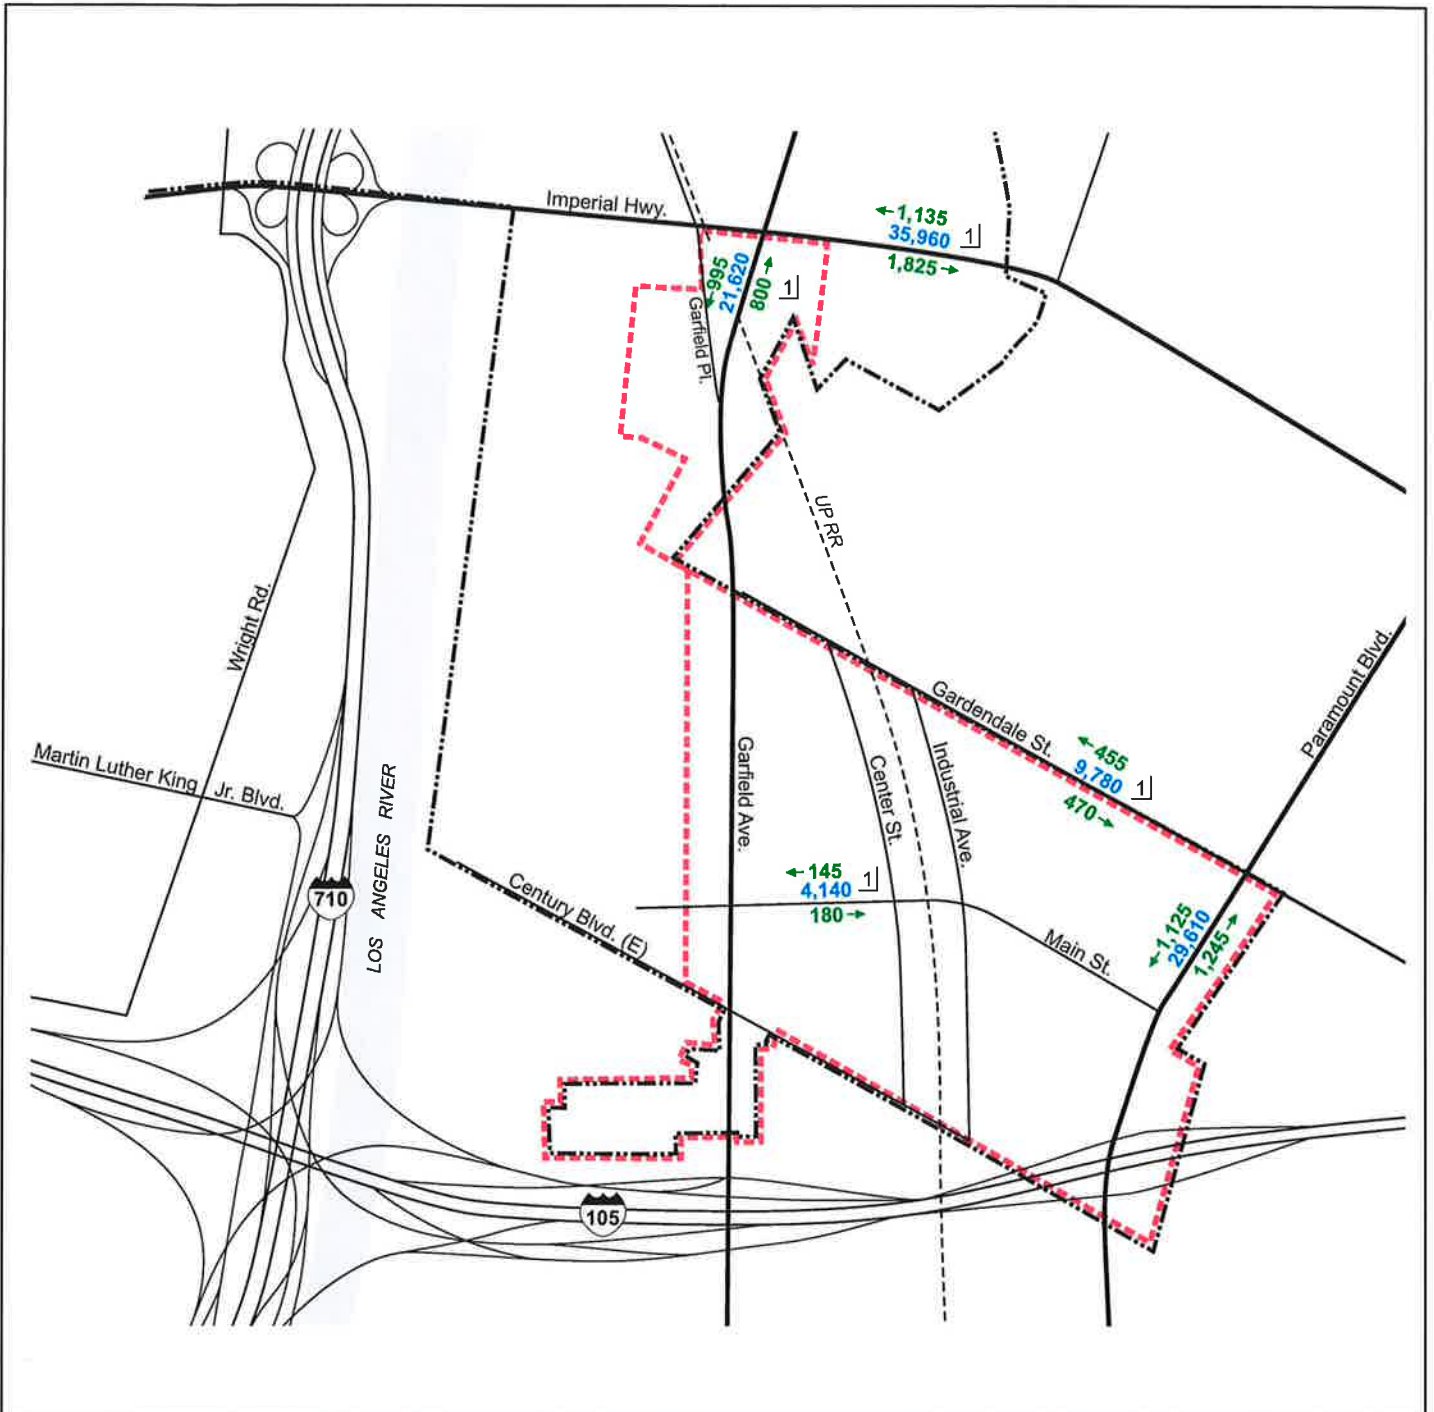 Imperial Hwy.
←1,135
35,960 1
1,825→
←995
21,620
800→ 1
Garfield Pl.
UP RR
Wright Rd.
Paramount Blvd.
Gardendale St.
←455
9,780 1
470→
Martin Luther King Jr. Blvd.
LOS ANGELES RIVER
Garfield Ave.
Center St.
Industrial Ave.
710
←145
4,140 1
180→
Century Blvd. (E)
Main St.
←1,125
29,610
1,245→
105